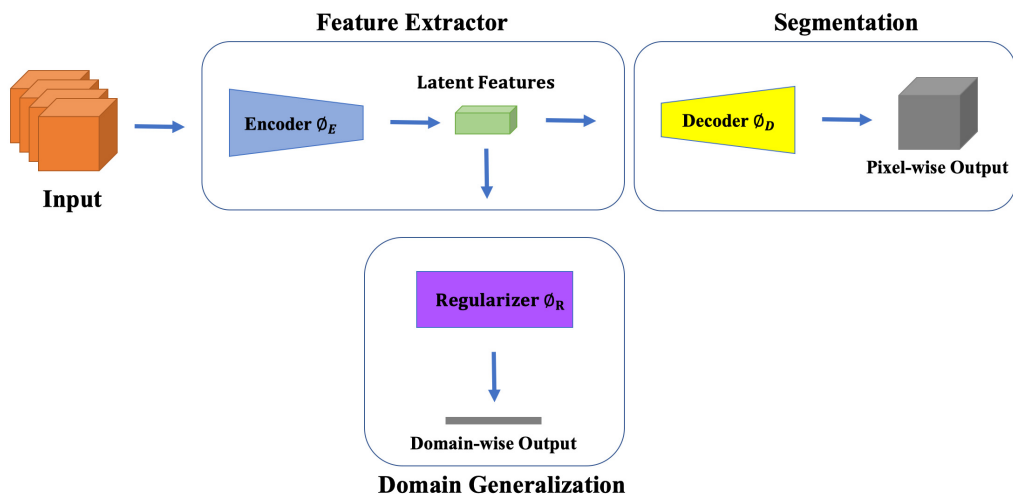 Feature Extractor
Segmentation
Latent Features
Encoder ∅E
Decoder ∅D
Pixel-wise Output
Input
Regularizer ∅R
Domain-wise Output
Domain Generalization